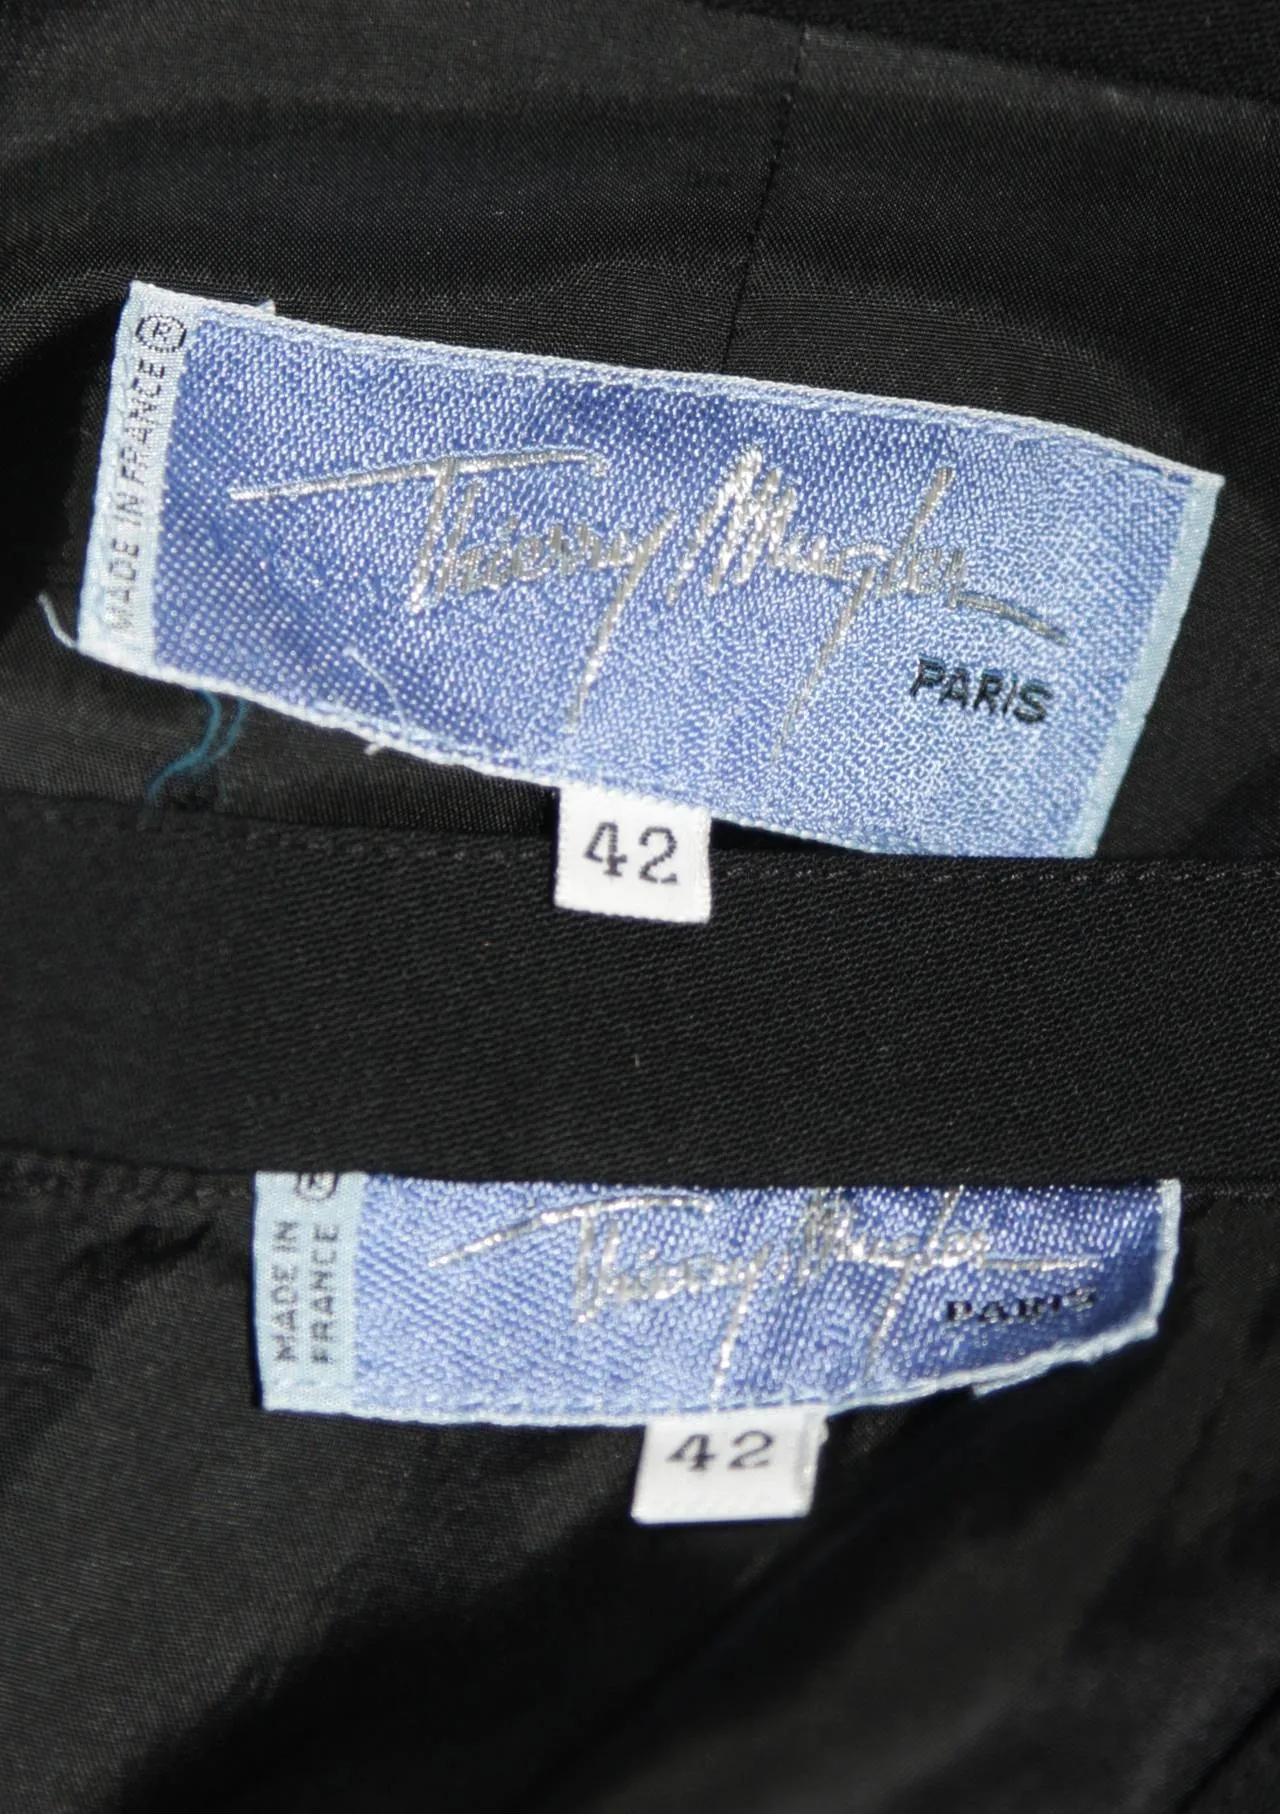 MADE IN FRANCE ®
Thierry Mugler
PARIS
42
MADE IN
FRANCE ®
Thierry Mugler
PARIS
42